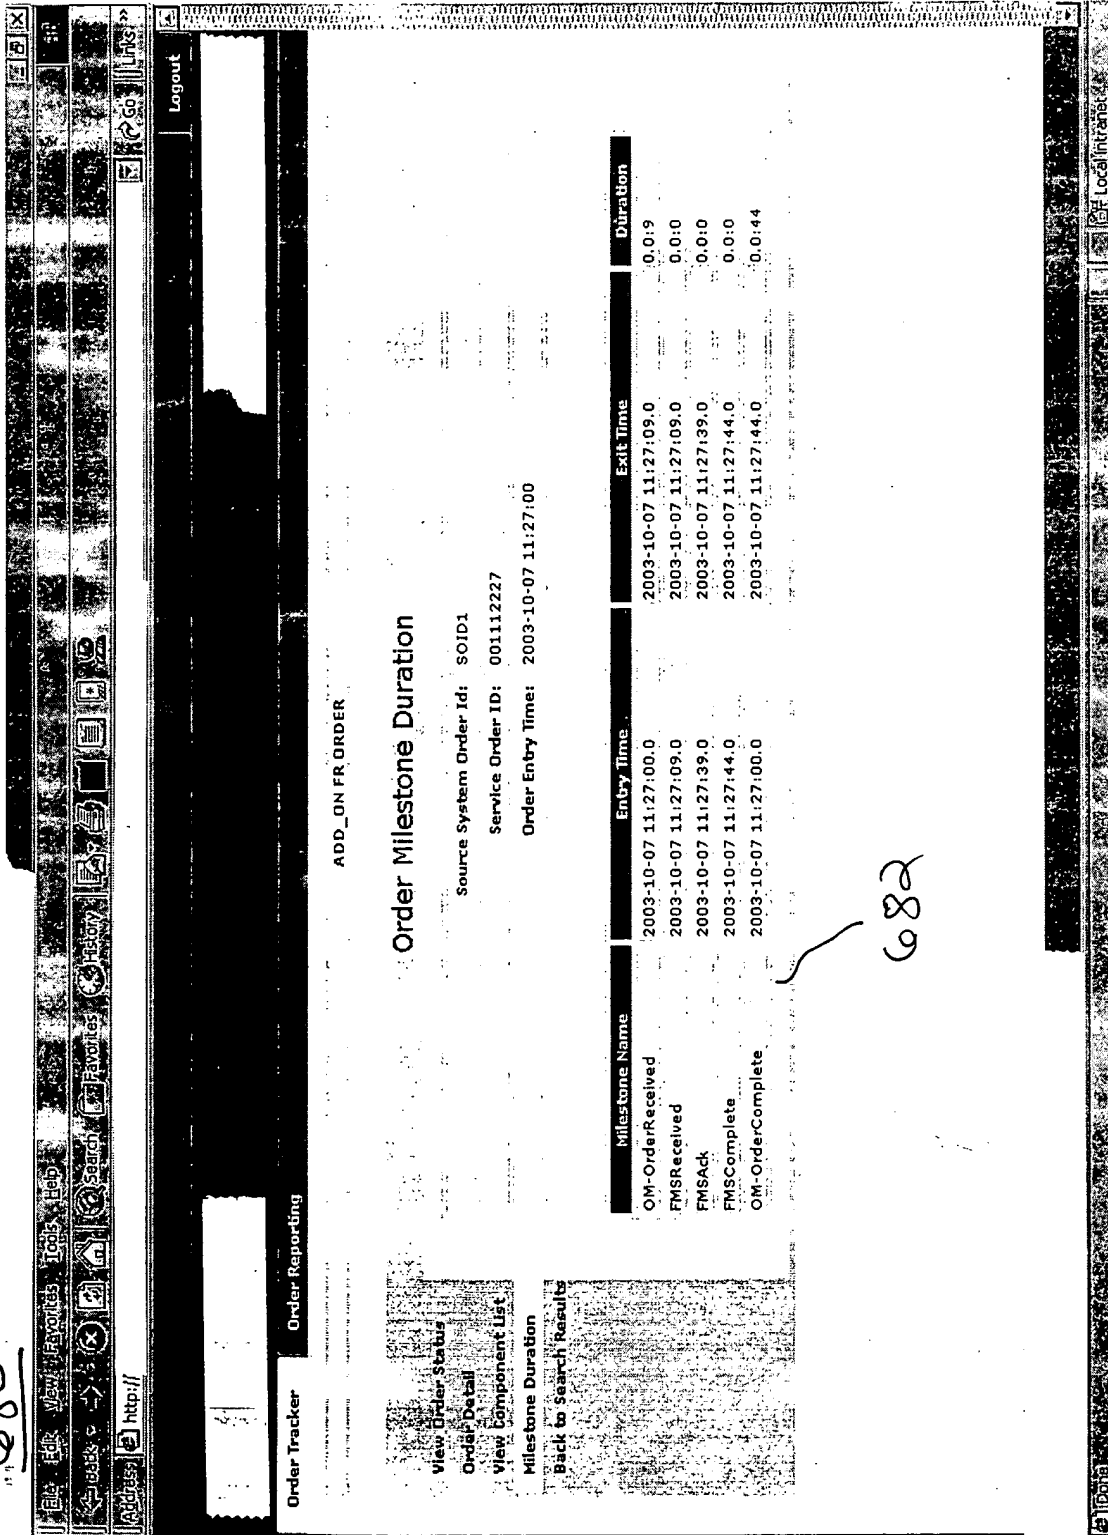 680
File Edit View Favorites Tools Help
Back Search Favorites History
Address http:// Go Links »
Logout
Order Tracker Order Reporting
ADD_ON FR ORDER
View Order Status
Order Detail
View Component List
Milestone Duration
Back to Search Results
Order Milestone Duration
Source System Order Id: SOID1
Service Order ID: 001112227
Order Entry Time: 2003-10-07 11:27:00
Milestone Name Entry Time Exit Time Duration
OM-OrderReceived 2003-10-07 11:27:00.0 2003-10-07 11:27:09.0 0.0:9
FMSReceived 2003-10-07 11:27:09.0 2003-10-07 11:27:09.0 0.0:0
FMSAck 2003-10-07 11:27:39.0 2003-10-07 11:27:39.0 0.0:0
FMSComplete 2003-10-07 11:27:44.0 2003-10-07 11:27:44.0 0.0:0
OM-OrderComplete 2003-10-07 11:27:00.0 2003-10-07 11:27:44.0 0.0:44
682
Done Local intranet